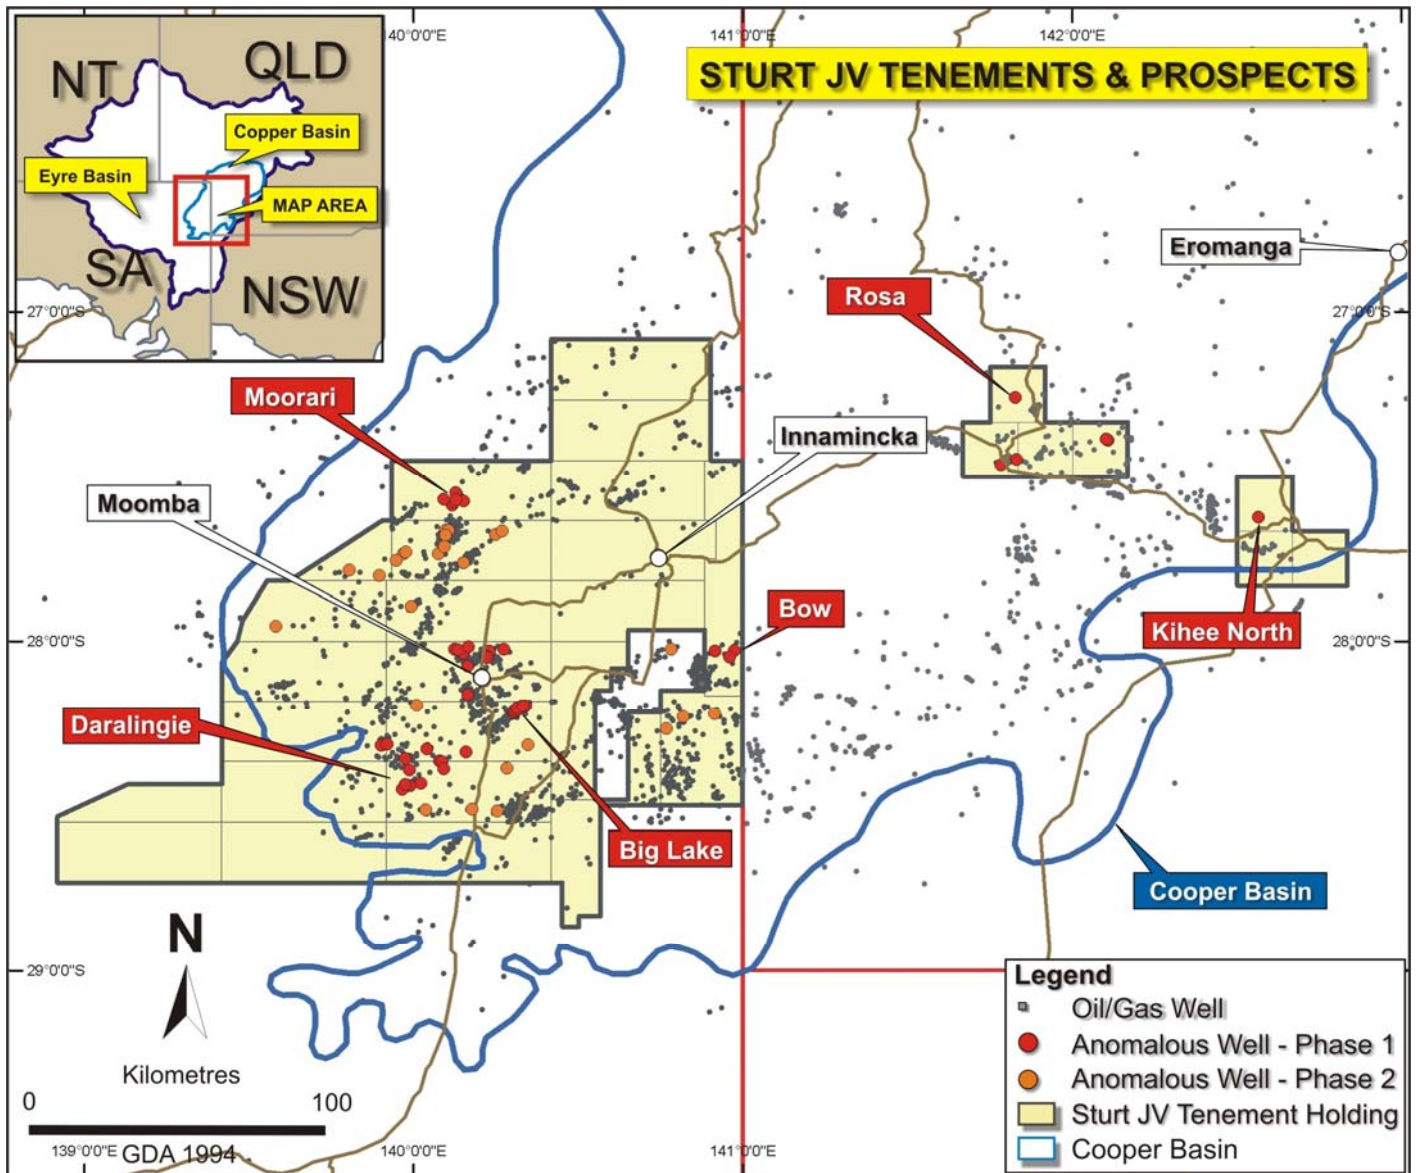 140°0'0"E
141°0'0"E
142°0'0"E
STURT JV TENEMENTS & PROSPECTS
NT
QLD
Copper Basin
Eyre Basin
MAP AREA
SA
NSW
Eromanga
Rosa
27°0'0"S
27°0'0"S
Moorari
Innamincka
Moomba
Bow
Kihee North
28°0'0"S
28°0'0"S
Daralingie
Big Lake
Cooper Basin
N
29°0'0"S
Legend
Oil/Gas Well
Anomalous Well - Phase 1
Anomalous Well - Phase 2
Sturt JV Tenement Holding
Cooper Basin
Kilometres
0 100
139°0'0"E
GDA 1994
140°0'0"E
141°0'0"E